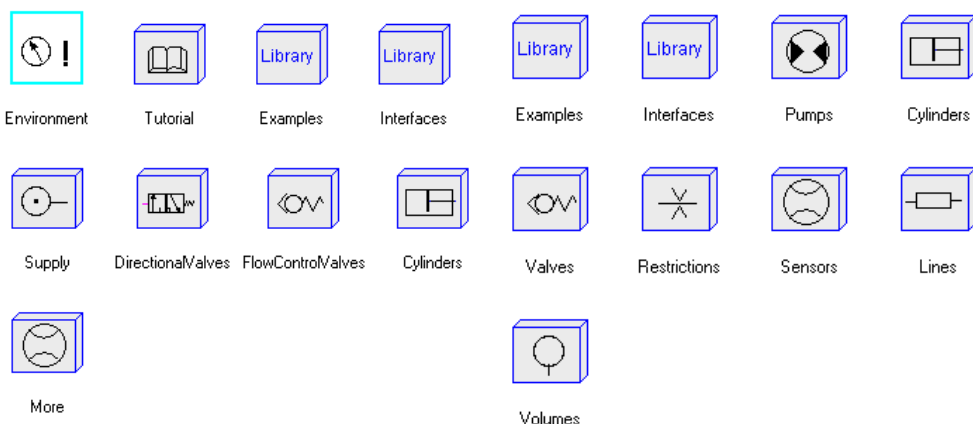 Library
Library
Library
Library
Environment
Tutorial
Examples
Interfaces
Examples
Interfaces
Pumps
Cylinders
Supply
DirectionalValves
FlowControlValves
Cylinders
Valves
Restrictions
Sensors
Lines
More
Volumes